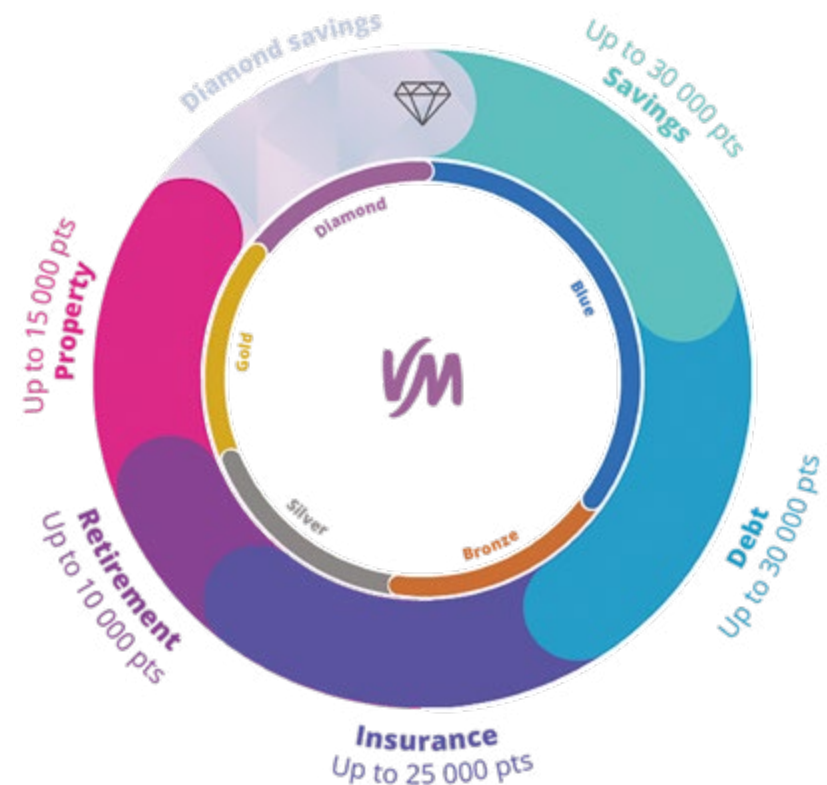 Diamond savings
Up to 30 000 pts
Savings
Diamond
Blue
Up to 15 000 pts
Property
Gold
VM
Debt
Up to 30 000 pts
Silver
Bronze
Retirement
Up to 10 000 pts
Insurance
Up to 25 000 pts